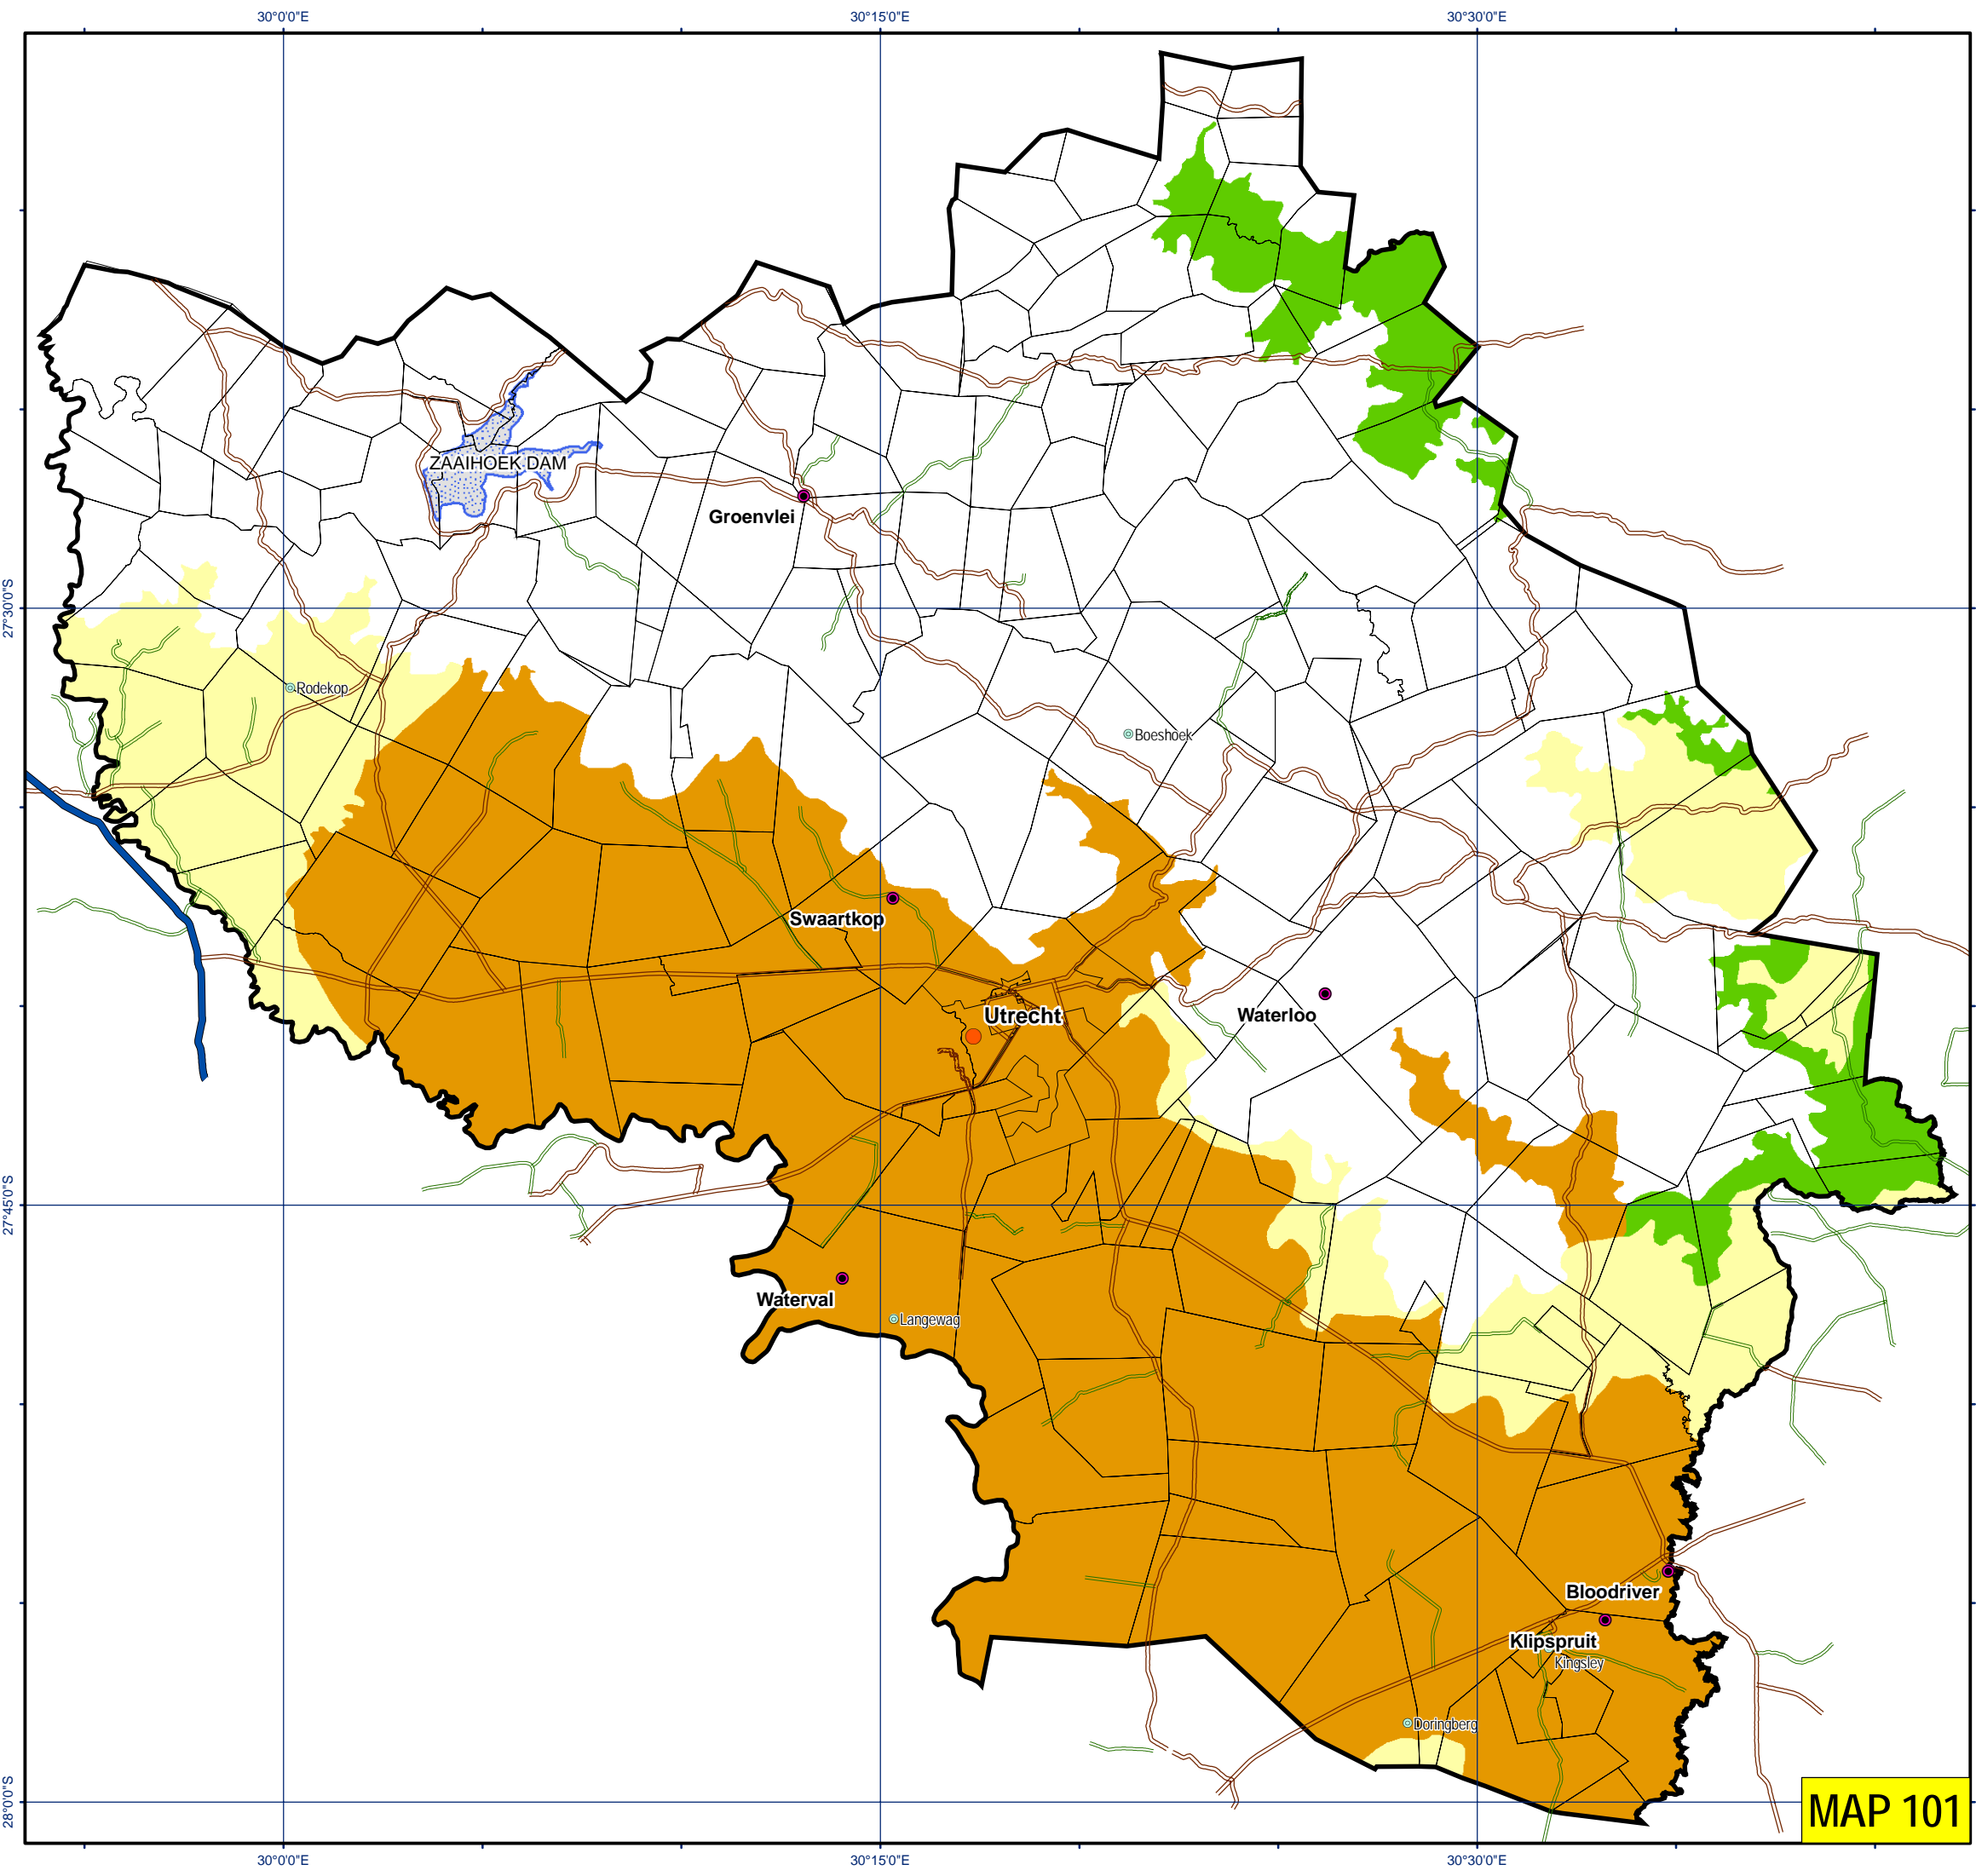 30°0'0"E
30°15'0"E
30°30'0"E
ZAAIHOEK DAM
Groenvlei
27°30'0"S
Rodekop
Boeshoek
Swaartkop
Utrecht
Waterloo
27°45'0"S
Waterval
Langewag
Bloodriver
Klipspruit
Kingsley
Doringberg
28°0'0"S
MAP 101
30°0'0"E
30°15'0"E
30°30'0"E